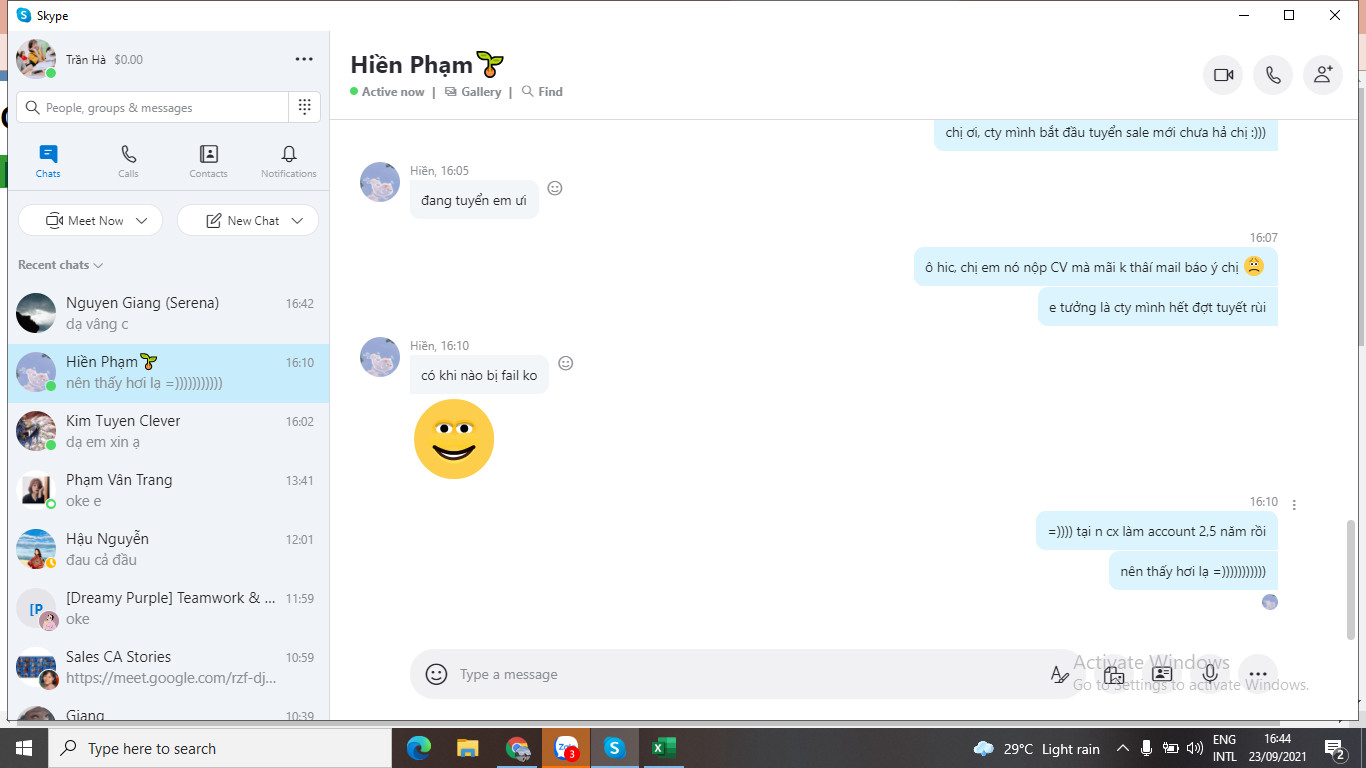 Skype
Trần Hà $0.00
People, groups & messages
Chats
Calls
Contacts
Notifications
Meet Now
New Chat
Recent chats
Nguyen Giang (Serena) 16:42
dạ vâng c
Hiền Phạm 16:10
nên thấy hơi lạ =)))))))))))
Kim Tuyen Clever 16:02
dạ em xin ạ
Phạm Vân Trang 13:41
oke e
Hậu Nguyễn 12:01
đau cả đầu
[P
[Dreamy Purple] Teamwork & ... 11:59
oke
Sales CA Stories 10:59
https://meet.google.com/rzf-dj...
Giang 10:39
Hiền Phạm
Active now | Gallery | Find
chị ơi, cty mình bắt đầu tuyển sale mới chưa hả chị :)))
Hiền, 16:05
đang tuyển em ưi
16:07
ô hic, chị em nó nộp CV mà mãi k thấí mail báo ý chị
e tưởng là cty mình hết đợt tuyết rùi
Hiền, 16:10
có khi nào bị fail ko
16:10
=)))) tại n cx làm account 2,5 năm rồi
nên thấy hơi lạ =)))))))))))
Type a message
Activate Windows
Go to Settings to activate Windows.
Type here to search
Zalo
3
29°C Light rain
ENG
INTL
16:44
23/09/2021
2